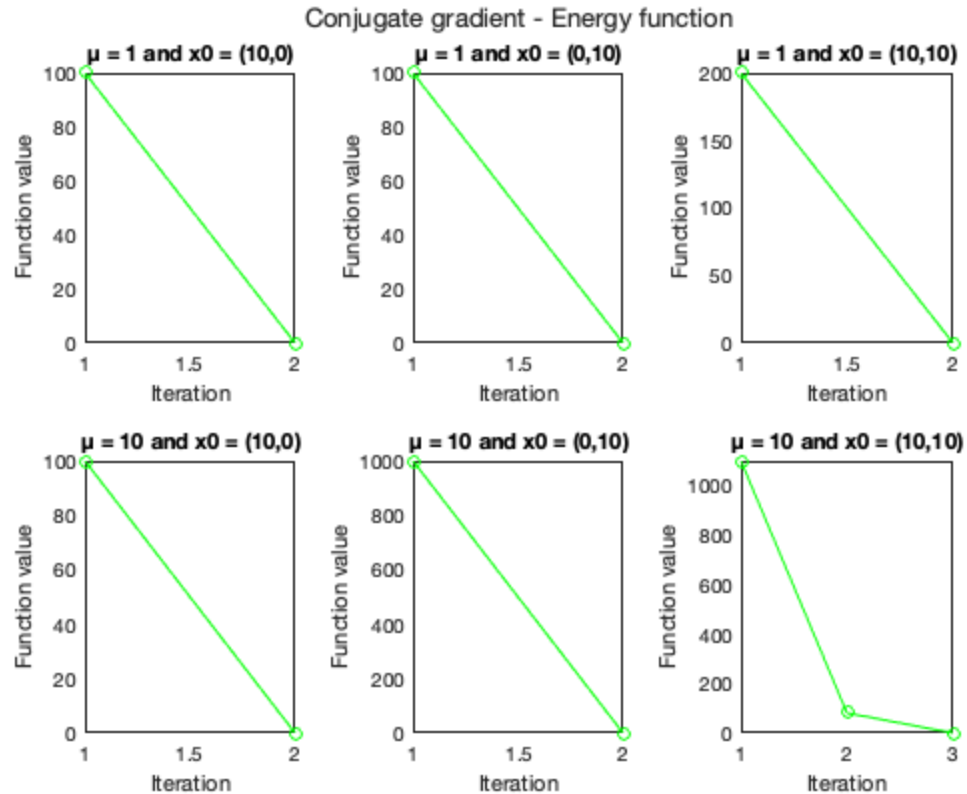 Conjugate gradient - Energy function
μ = 1 and x0 = (10,0)
100
80
60
40
20
0
Function value
1
1.5
2
Iteration
μ = 1 and x0 = (0,10)
100
80
60
40
20
0
Function value
1
1.5
2
Iteration
μ = 1 and x0 = (10,10)
200
150
100
50
0
Function value
1
1.5
2
Iteration
μ = 10 and x0 = (10,0)
100
80
60
40
20
0
Function value
1
1.5
2
Iteration
μ = 10 and x0 = (0,10)
1000
800
600
400
200
0
Function value
1
1.5
2
Iteration
μ = 10 and x0 = (10,10)
1000
800
600
400
200
0
Function value
1
2
3
Iteration